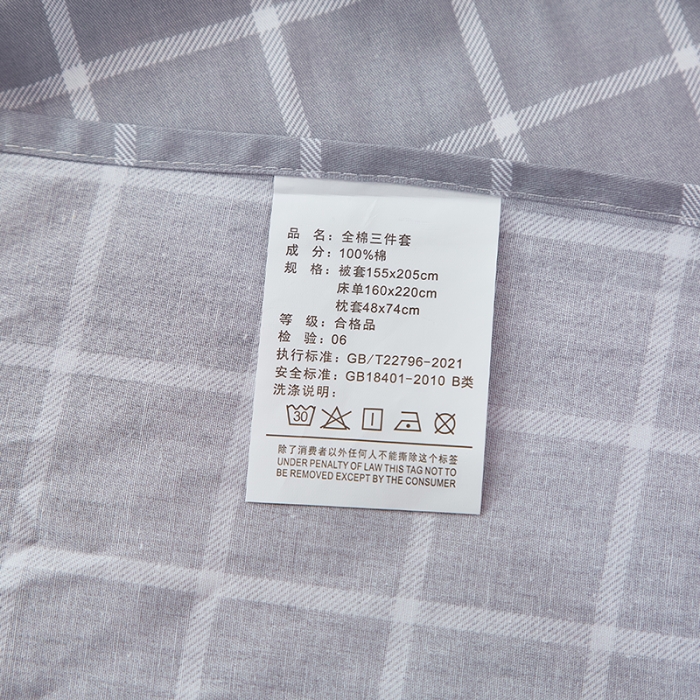 品 名：全棉三件套
成 分：100%棉
规 格：被套155x205cm
床单160x220cm
枕套48x74cm
等 级：合格品
检 验：06
执行标准：GB/T22796-2021
安全标准：GB18401-2010 B类
洗涤说明：
30
除了消费者以外任何人不能撕除这个标签
UNDER PENALTY OF LAW THIS TAG NOT TO
BE REMOVED EXCEPT BY THE CONSUMER